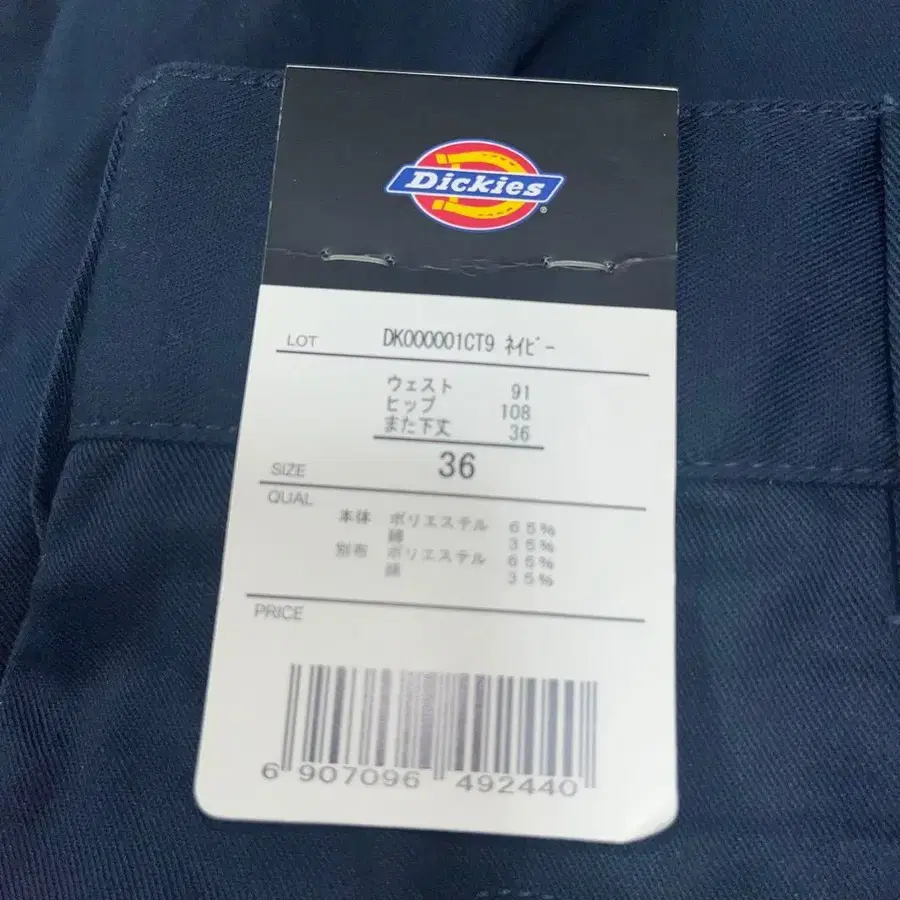 Dickies®
LOT DK000001CT9 ネイビー
ウェスト 91
ヒップ 108
また下丈 36
SIZE 36
QUAL
本体 ポリエステル 65%
綿 35%
別布 ポリエステル 65%
綿 35%
PRICE
6 907096 492440